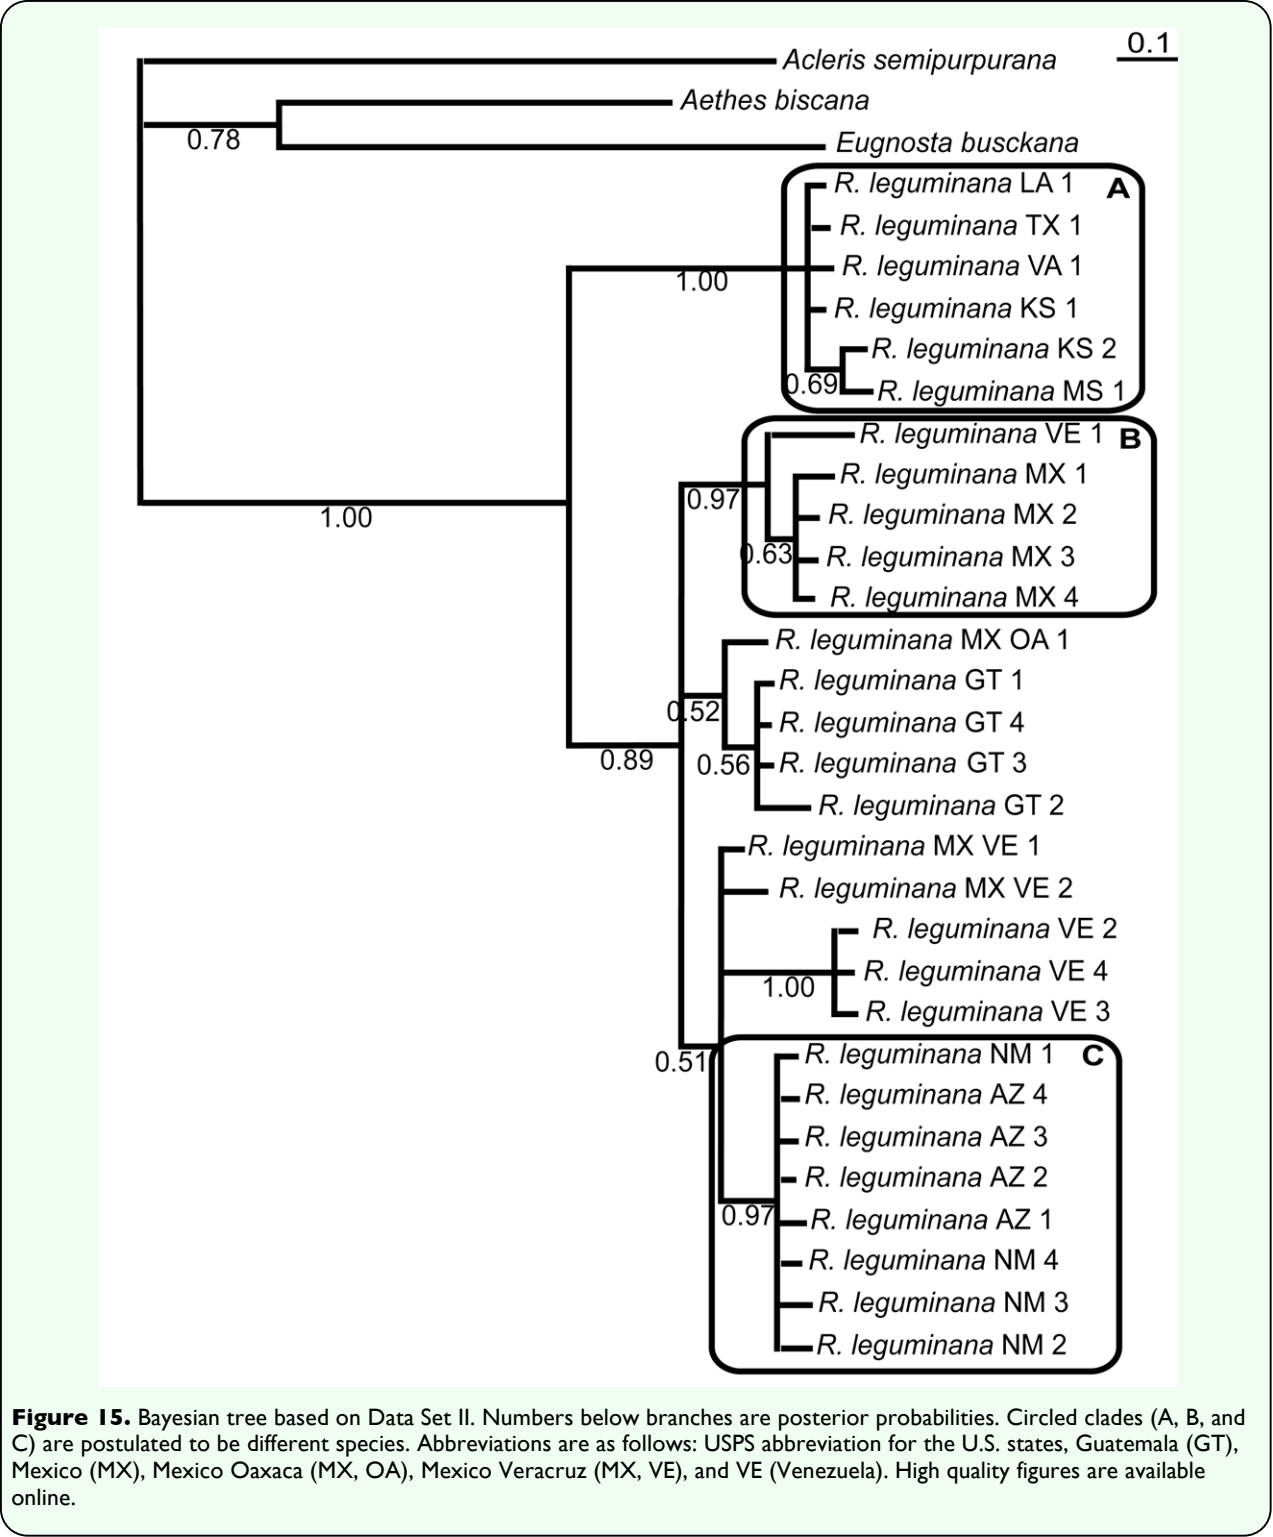 0.1
Acleris semipurpurana
Aethes biscana
0.78
Eugnosta busckana
R. leguminana LA 1 A
R. leguminana TX 1
R. leguminana VA 1
1.00
R. leguminana KS 1
R. leguminana KS 2
0.69
R. leguminana MS 1
R. leguminana VE 1 B
R. leguminana MX 1
0.97
R. leguminana MX 2
1.00
0.63
R. leguminana MX 3
R. leguminana MX 4
R. leguminana MX OA 1
R. leguminana GT 1
0.52
R. leguminana GT 4
0.89
0.56
R. leguminana GT 3
R. leguminana GT 2
R. leguminana MX VE 1
R. leguminana MX VE 2
R. leguminana VE 2
R. leguminana VE 4
1.00
R. leguminana VE 3
0.51
R. leguminana NM 1 C
R. leguminana AZ 4
R. leguminana AZ 3
R. leguminana AZ 2
0.97
R. leguminana AZ 1
R. leguminana NM 4
R. leguminana NM 3
R. leguminana NM 2
Figure 15. Bayesian tree based on Data Set II. Numbers below branches are posterior probabilities. Circled clades (A, B, and
C) are postulated to be different species. Abbreviations are as follows: USPS abbreviation for the U.S. states, Guatemala (GT),
Mexico (MX), Mexico Oaxaca (MX, OA), Mexico Veracruz (MX, VE), and VE (Venezuela). High quality figures are available
online.